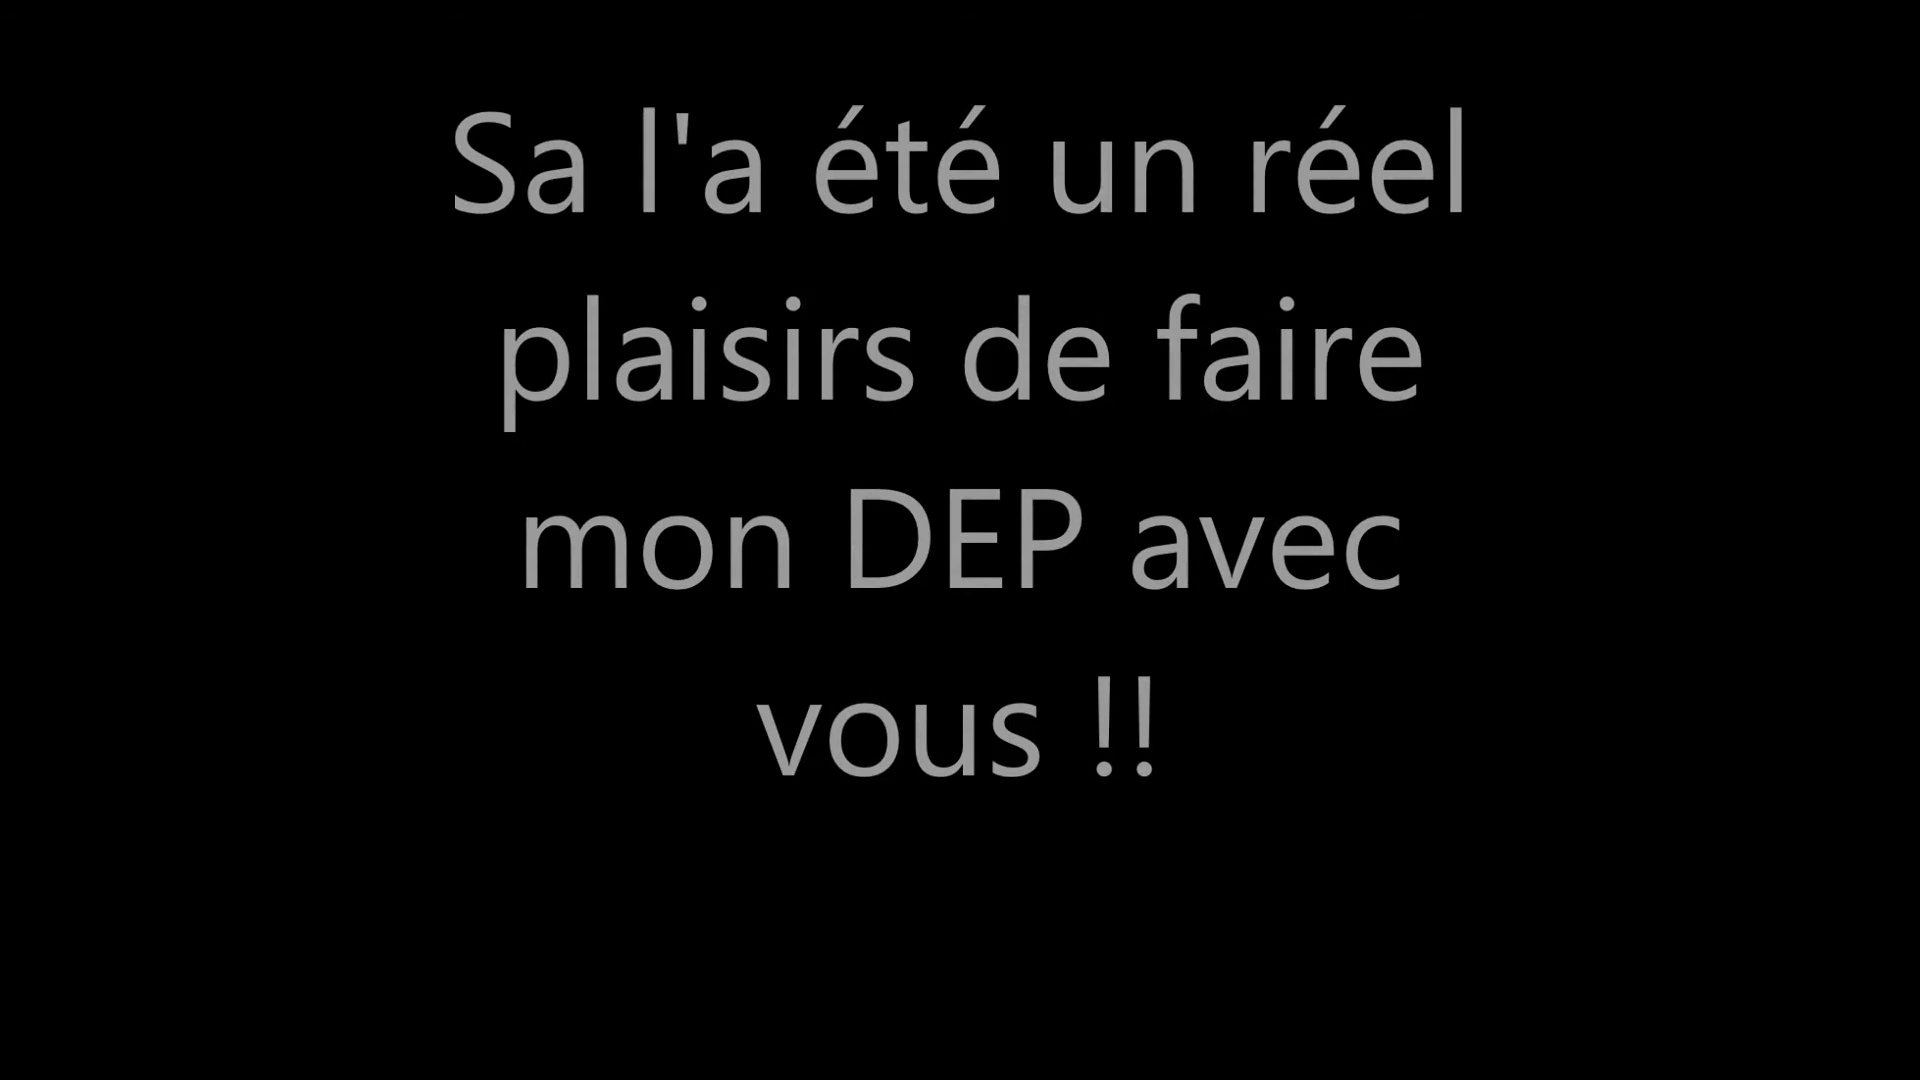 Sa l'a été un réel
plaisirs de faire
mon DEP avec
vous !!